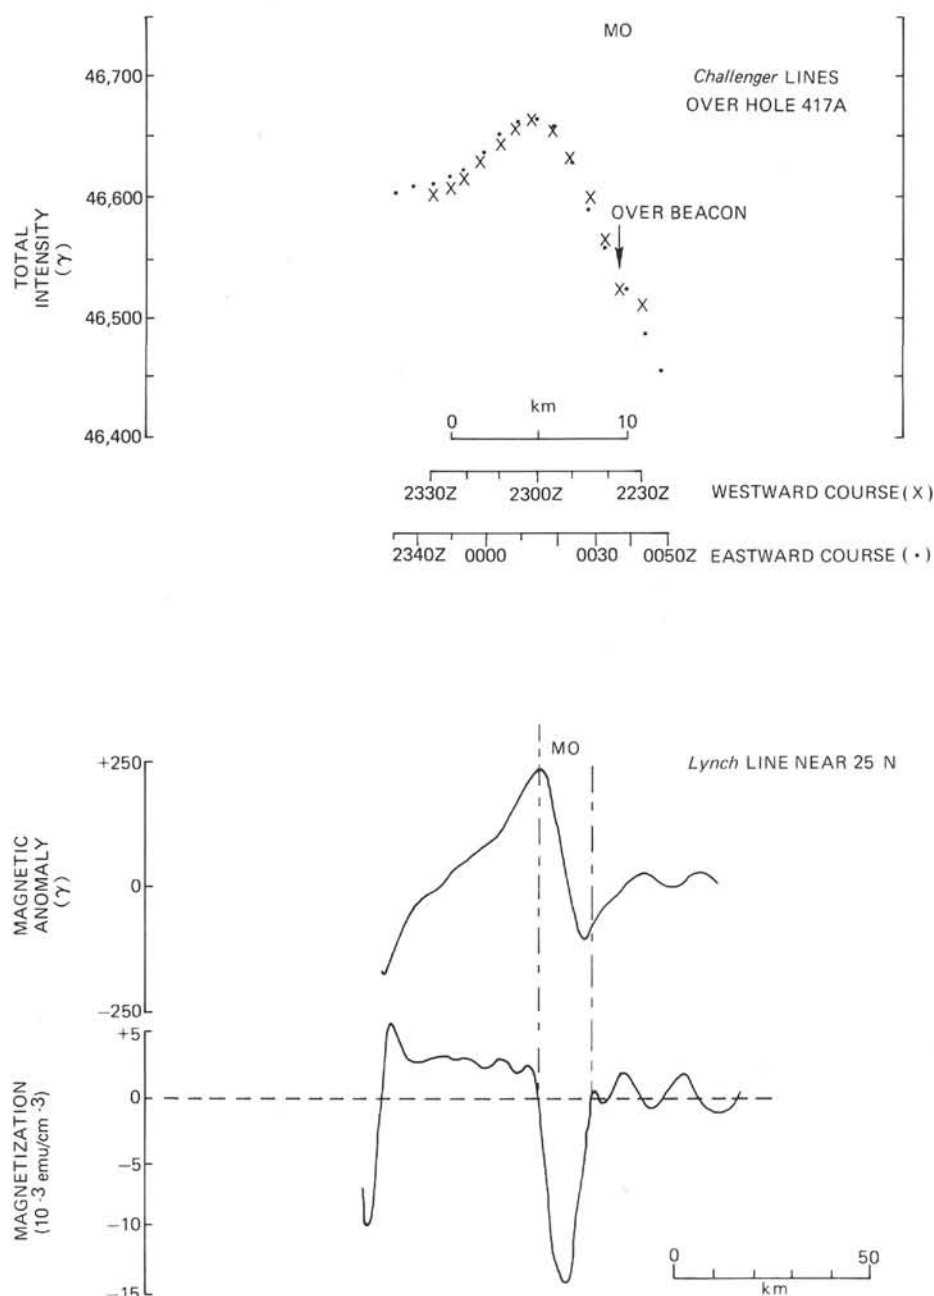 MO
46,700
Challenger LINES
OVER HOLE 417A
46,600
OVER BEACON
TOTAL
INTENSITY
(γ)
46,500
km
0 10
46,400
2330Z 2300Z 2230Z WESTWARD COURSE (X)
2340Z 0000 0030 0050Z EASTWARD COURSE (•)
+250
MO
Lynch LINE NEAR 25 N
MAGNETIC
ANOMALY
(γ)
0
−250
+5
0
MAGNETIZATION
(10 -3 emu/cm -3)
−5
−10
−15
0 50
km